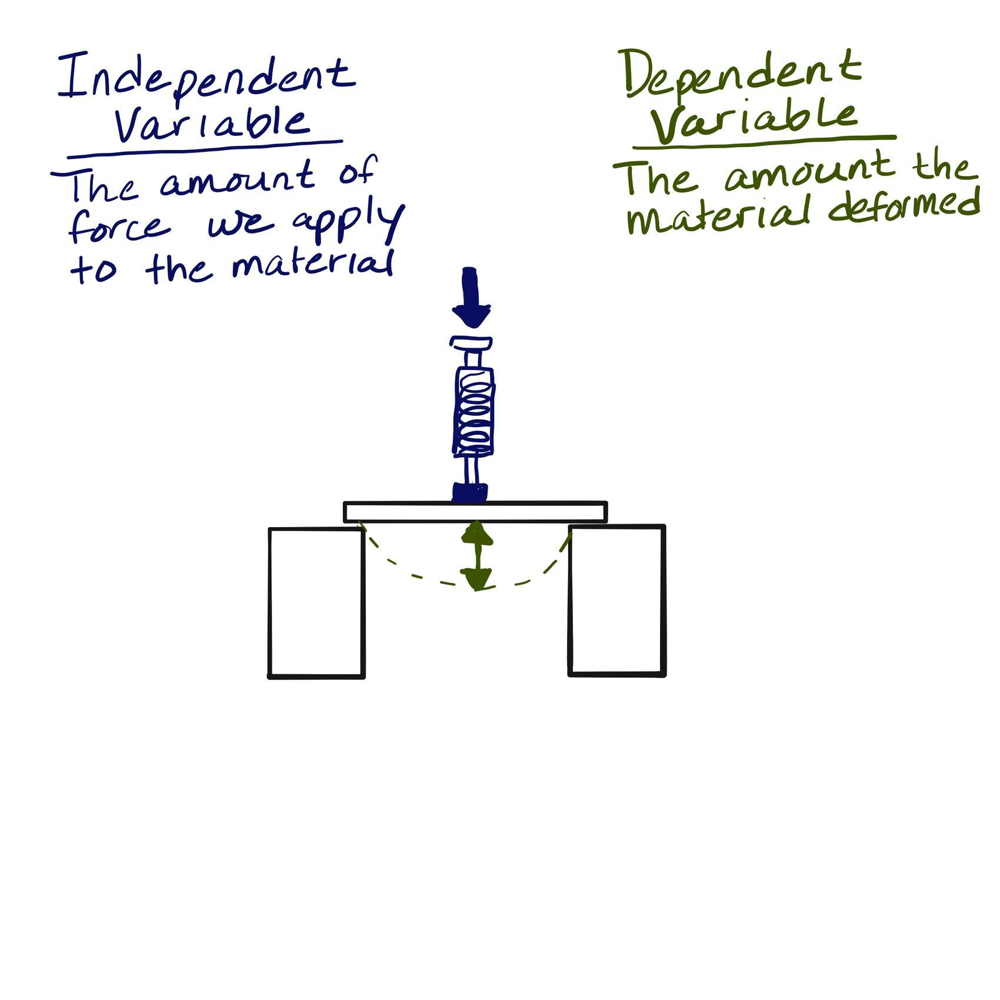 Independent
Variable
The amount of
force we apply
to the material
Dependent
Variable
The amount the
material deformed